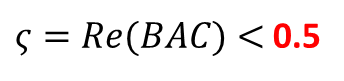 ς = Re(BAC) < 0.5